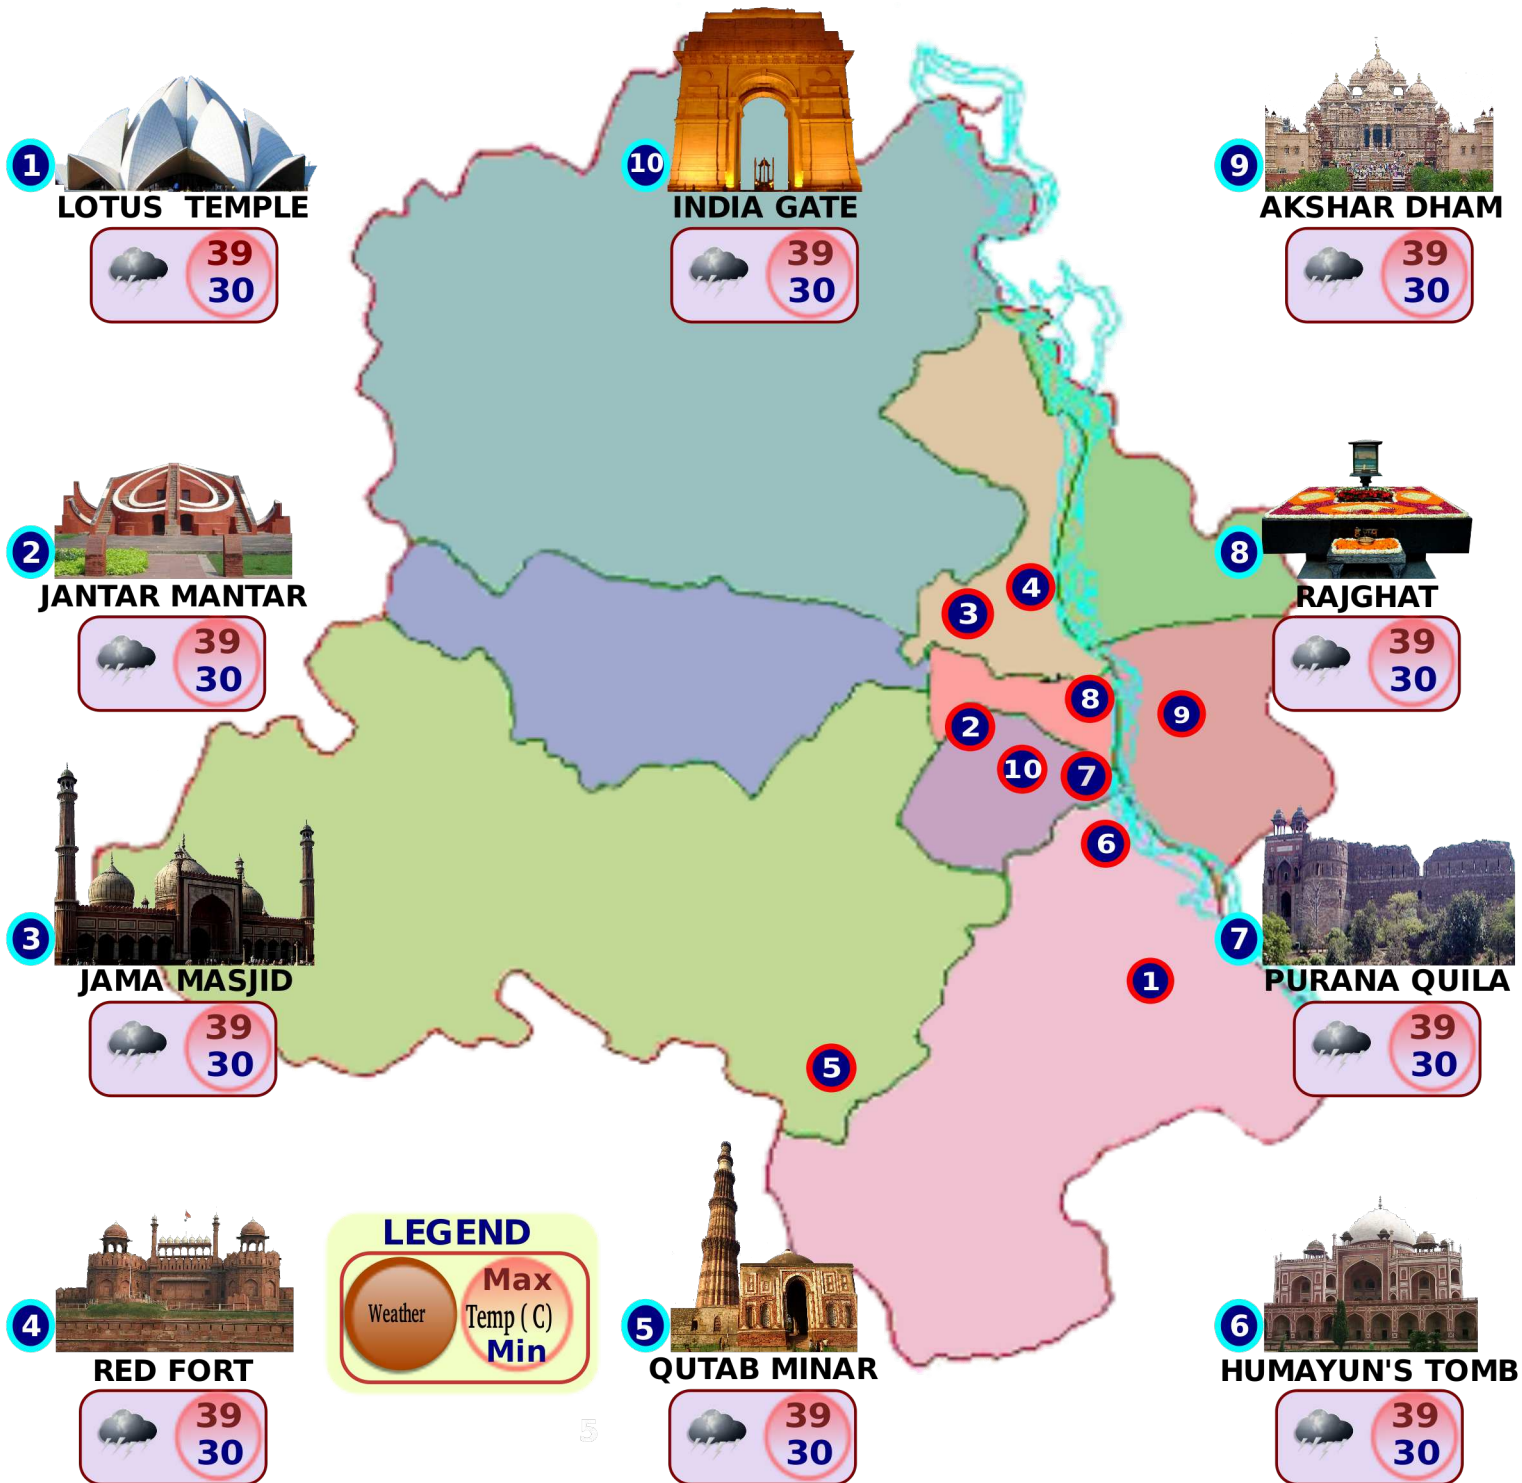 1
LOTUS TEMPLE
39
30
10
INDIA GATE
39
30
9
AKSHAR DHAM
39
30
2
JANTAR MANTAR
39
30
8
RAJGHAT
39
30
3
JAMA MASJID
39
30
7
PURANA QUILA
39
30
4
RED FORT
39
30
5
QUTAB MINAR
39
30
6
HUMAYUN'S TOMB
39
30
4
3
8
9
2
10
7
6
1
5
LEGEND
Weather
Max
Temp ( C)
Min
5